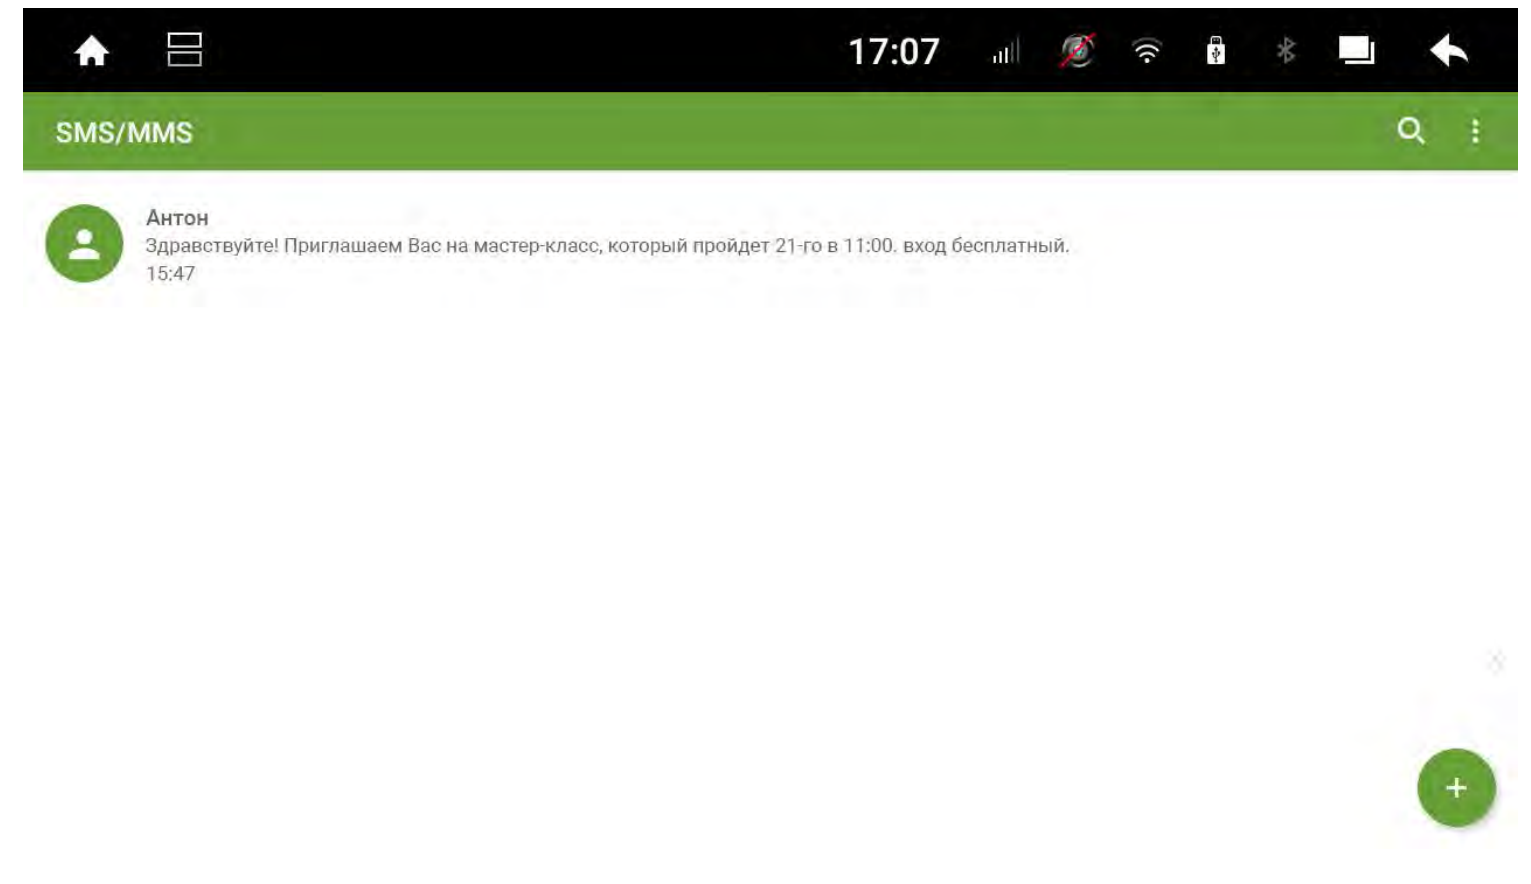 17:07
SMS/MMS
Антон
Здравствуйте! Приглашаем Вас на мастер-класс, который пройдет 21-го в 11:00. вход бесплатный.
15:47